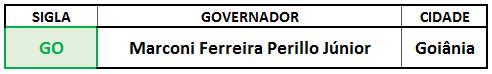 SIGLA GOVERNADOR CIDADE
GO Marconi Ferreira Perillo Júnior Goiânia